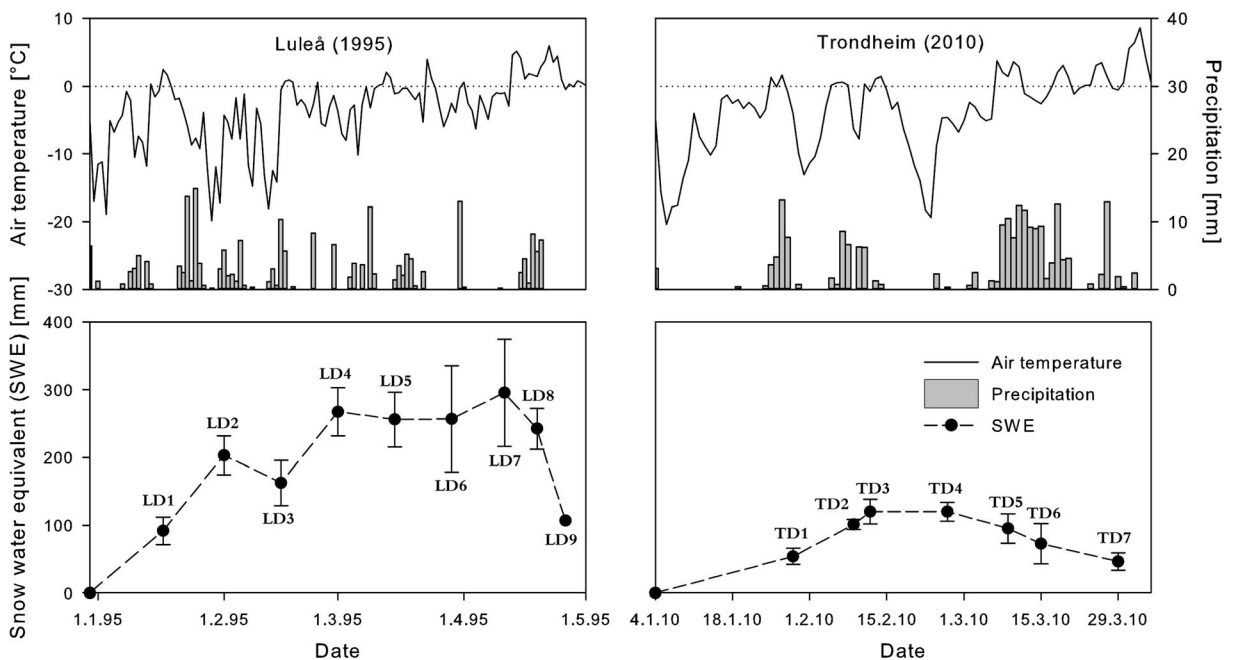 Luleå (1995)
Trondheim (2010)
Air temperature [°C]
10
0
-10
-20
-30
40
30
20
10
0
Precipitation [mm]
Snow water equivalent (SWE) [mm]
400
300
200
100
0
LD1
LD2
LD3
LD4
LD5
LD6
LD7
LD8
LD9
1.1.95
1.2.95
1.3.95
1.4.95
1.5.95
Date
Air temperature
Precipitation
SWE
TD1
TD2
TD3
TD4
TD5
TD6
TD7
4.1.10
18.1.10
1.2.10
15.2.10
1.3.10
15.3.10
29.3.10
Date